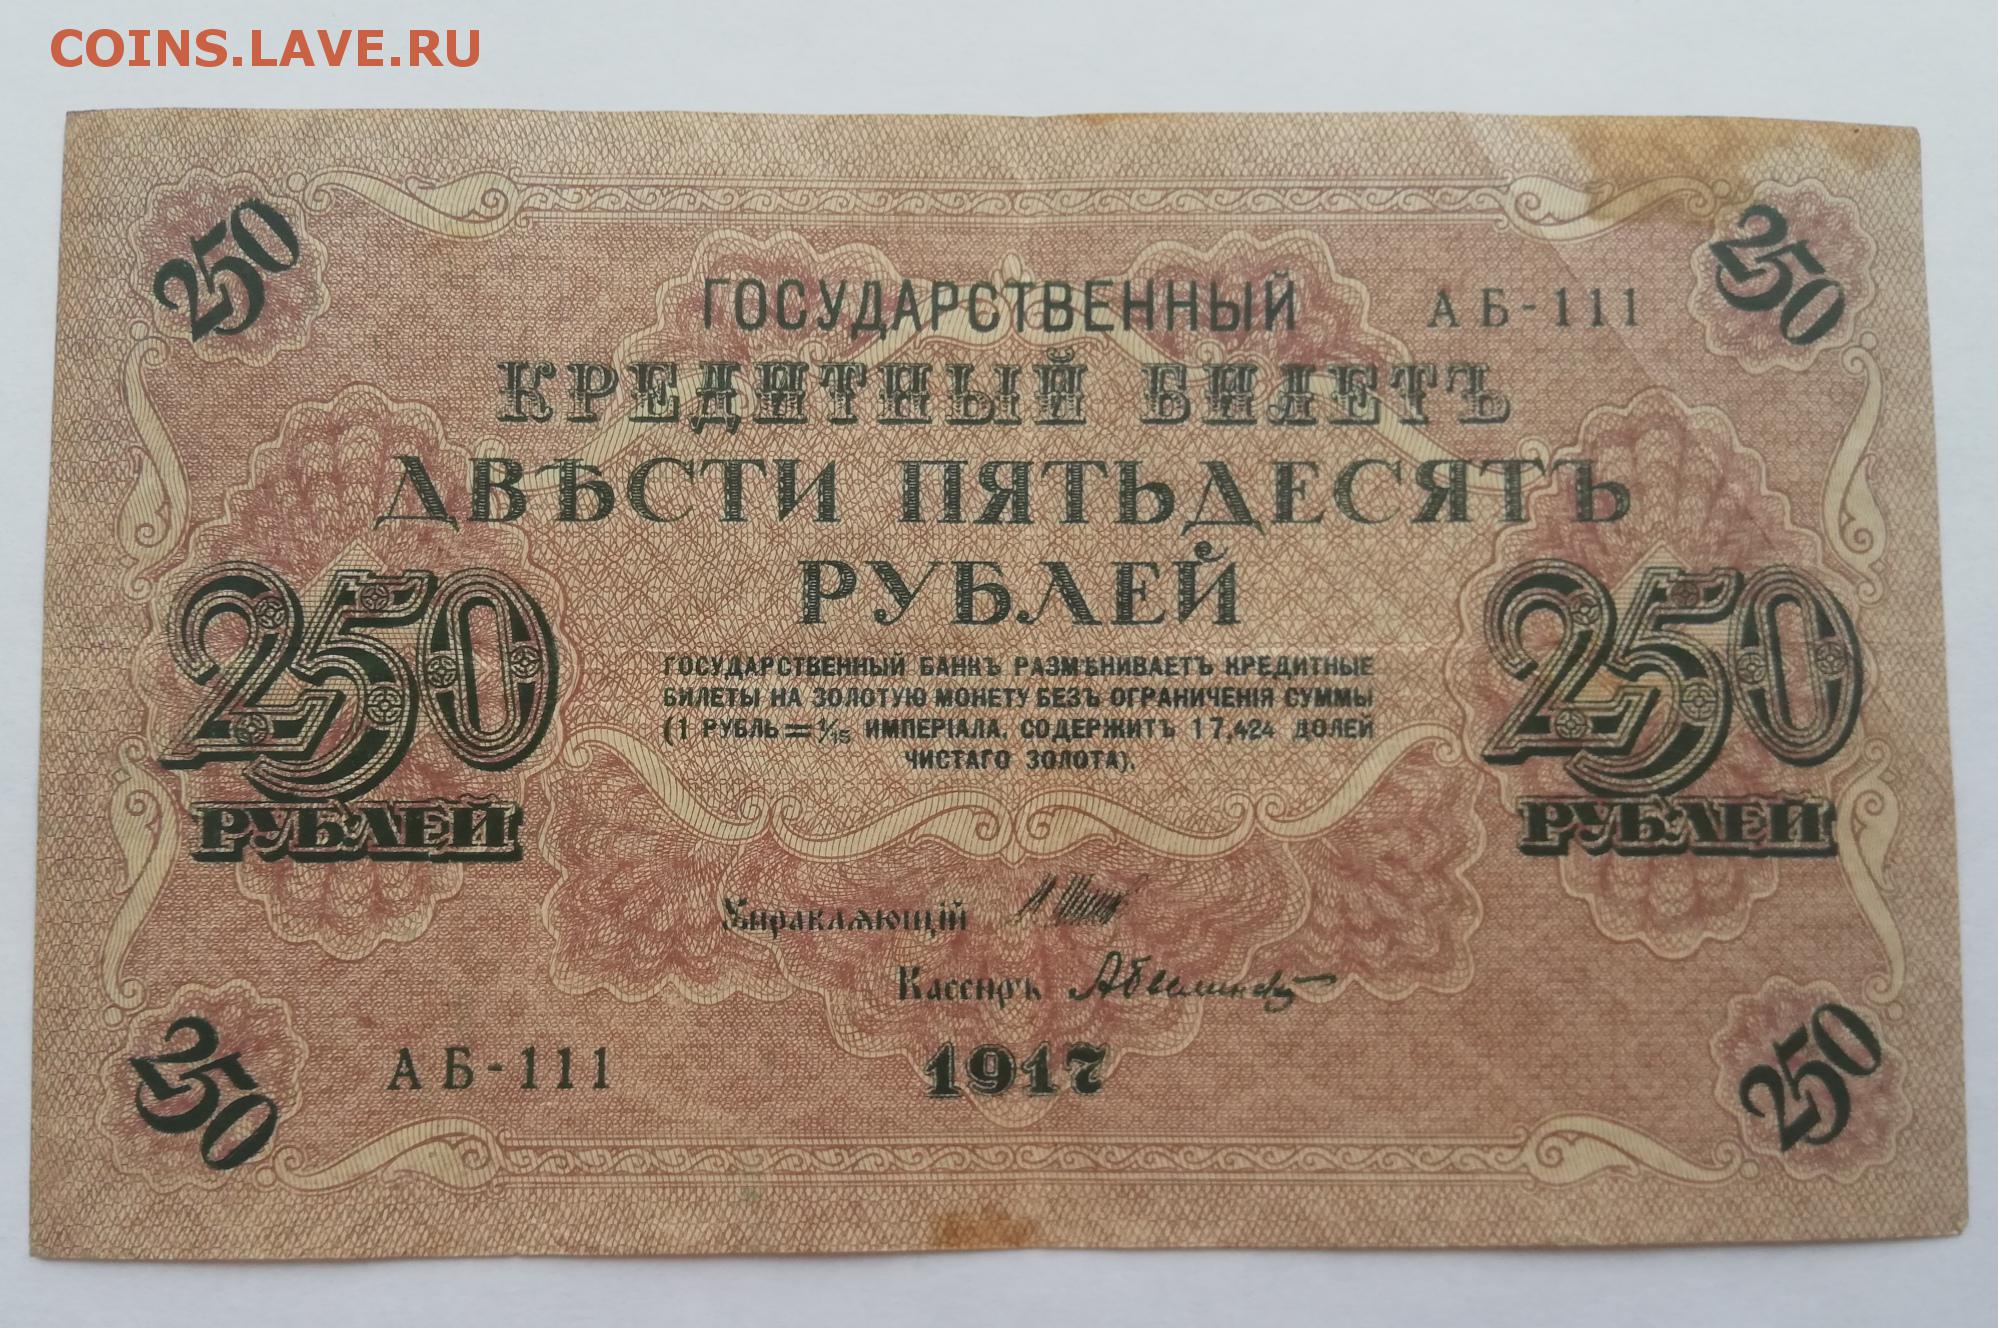 COINS.LAVE.RU
250
250
ГОСУДАРСТВЕННЫЙ
АБ-111
КРЕДИТНЫЙ БИЛЕТЪ
ДВѢСТИ ПЯТЬДЕСЯТЪ
РУБЛЕЙ
250
РУБЛЕЙ
250
РУБЛЕЙ
ГОСУДАРСТВЕННЫЙ БАНКЪ РАЗМѢНИВАЕТЪ КРЕДИТНЫЕ
БИЛЕТЫ НА ЗОЛОТУЮ МОНЕТУ БЕЗЪ ОГРАНИЧЕНІЯ СУММЫ
(1 РУБЛЬ = 1/15 ИМПЕРІАЛА, СОДЕРЖИТЪ 17,424 ДОЛЕЙ
ЧИСТАГО ЗОЛОТА).
Управляющій
Кассиръ
АБ-111
1917
250
250